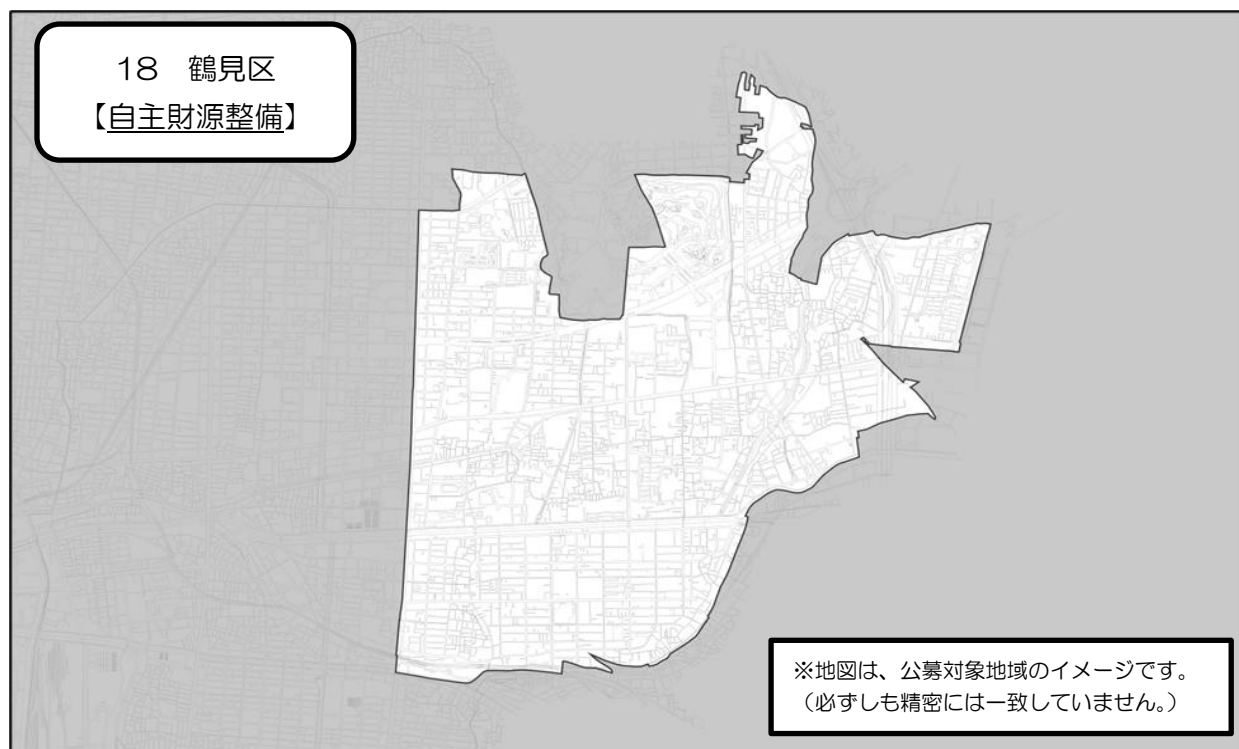 18　鶴見区
【自主財源整備】
※地図は、公募対象地域のイメージです。
（必ずしも精密には一致していません。）